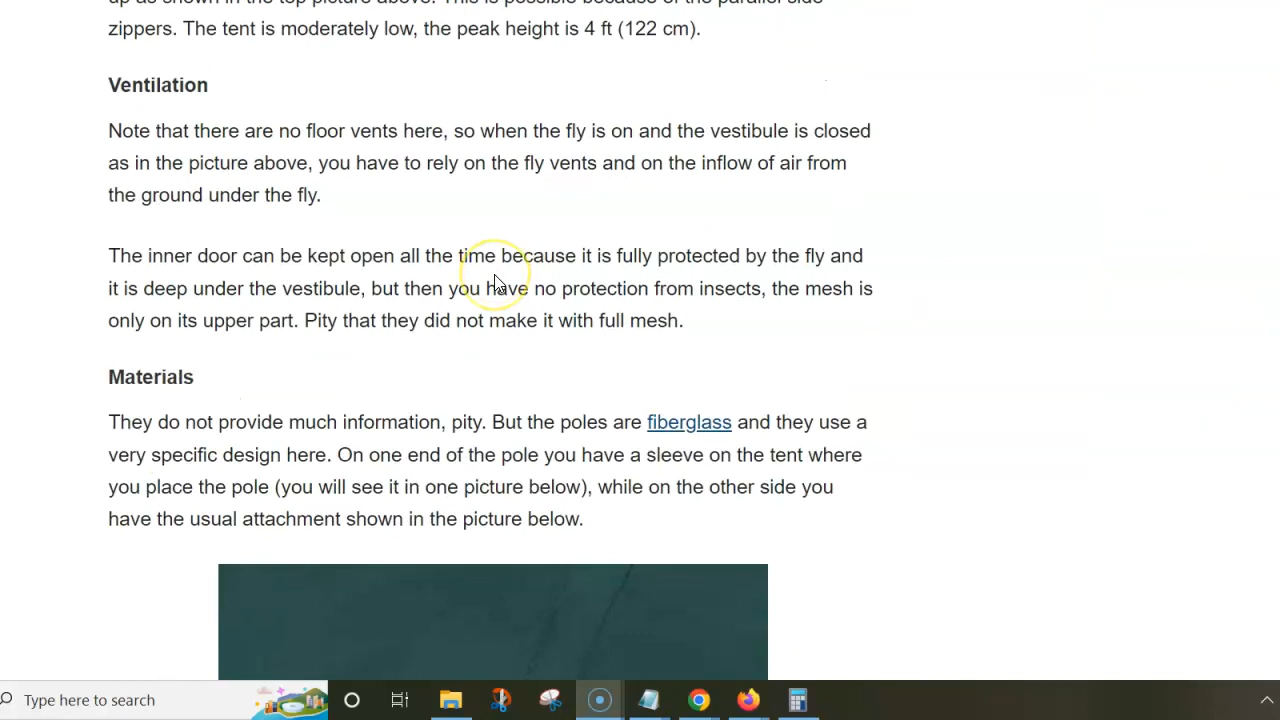 zippers. The tent is moderately low, the peak height is 4 ft (122 cm).
Ventilation
Note that there are no floor vents here, so when the fly is on and the vestibule is closed
as in the picture above, you have to rely on the fly vents and on the inflow of air from
the ground under the fly.
The inner door can be kept open all the time because it is fully protected by the fly and
it is deep under the vestibule, but then you have no protection from insects, the mesh is
only on its upper part. Pity that they did not make it with full mesh.
Materials
They do not provide much information, pity. But the poles are fiberglass and they use a
very specific design here. On one end of the pole you have a sleeve on the tent where
you place the pole (you will see it in one picture below), while on the other side you
have the usual attachment shown in the picture below.
Type here to search